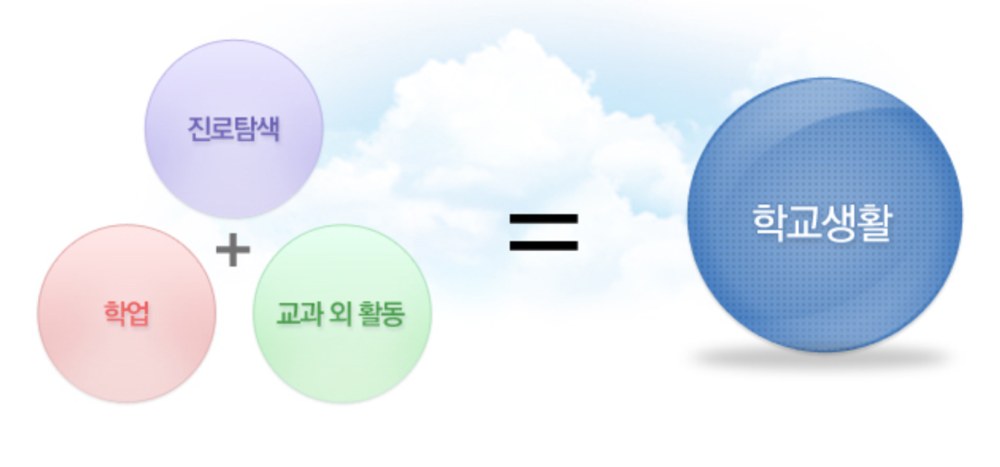 진로탐색
+
학업
교과 외 활동
=
학교생활